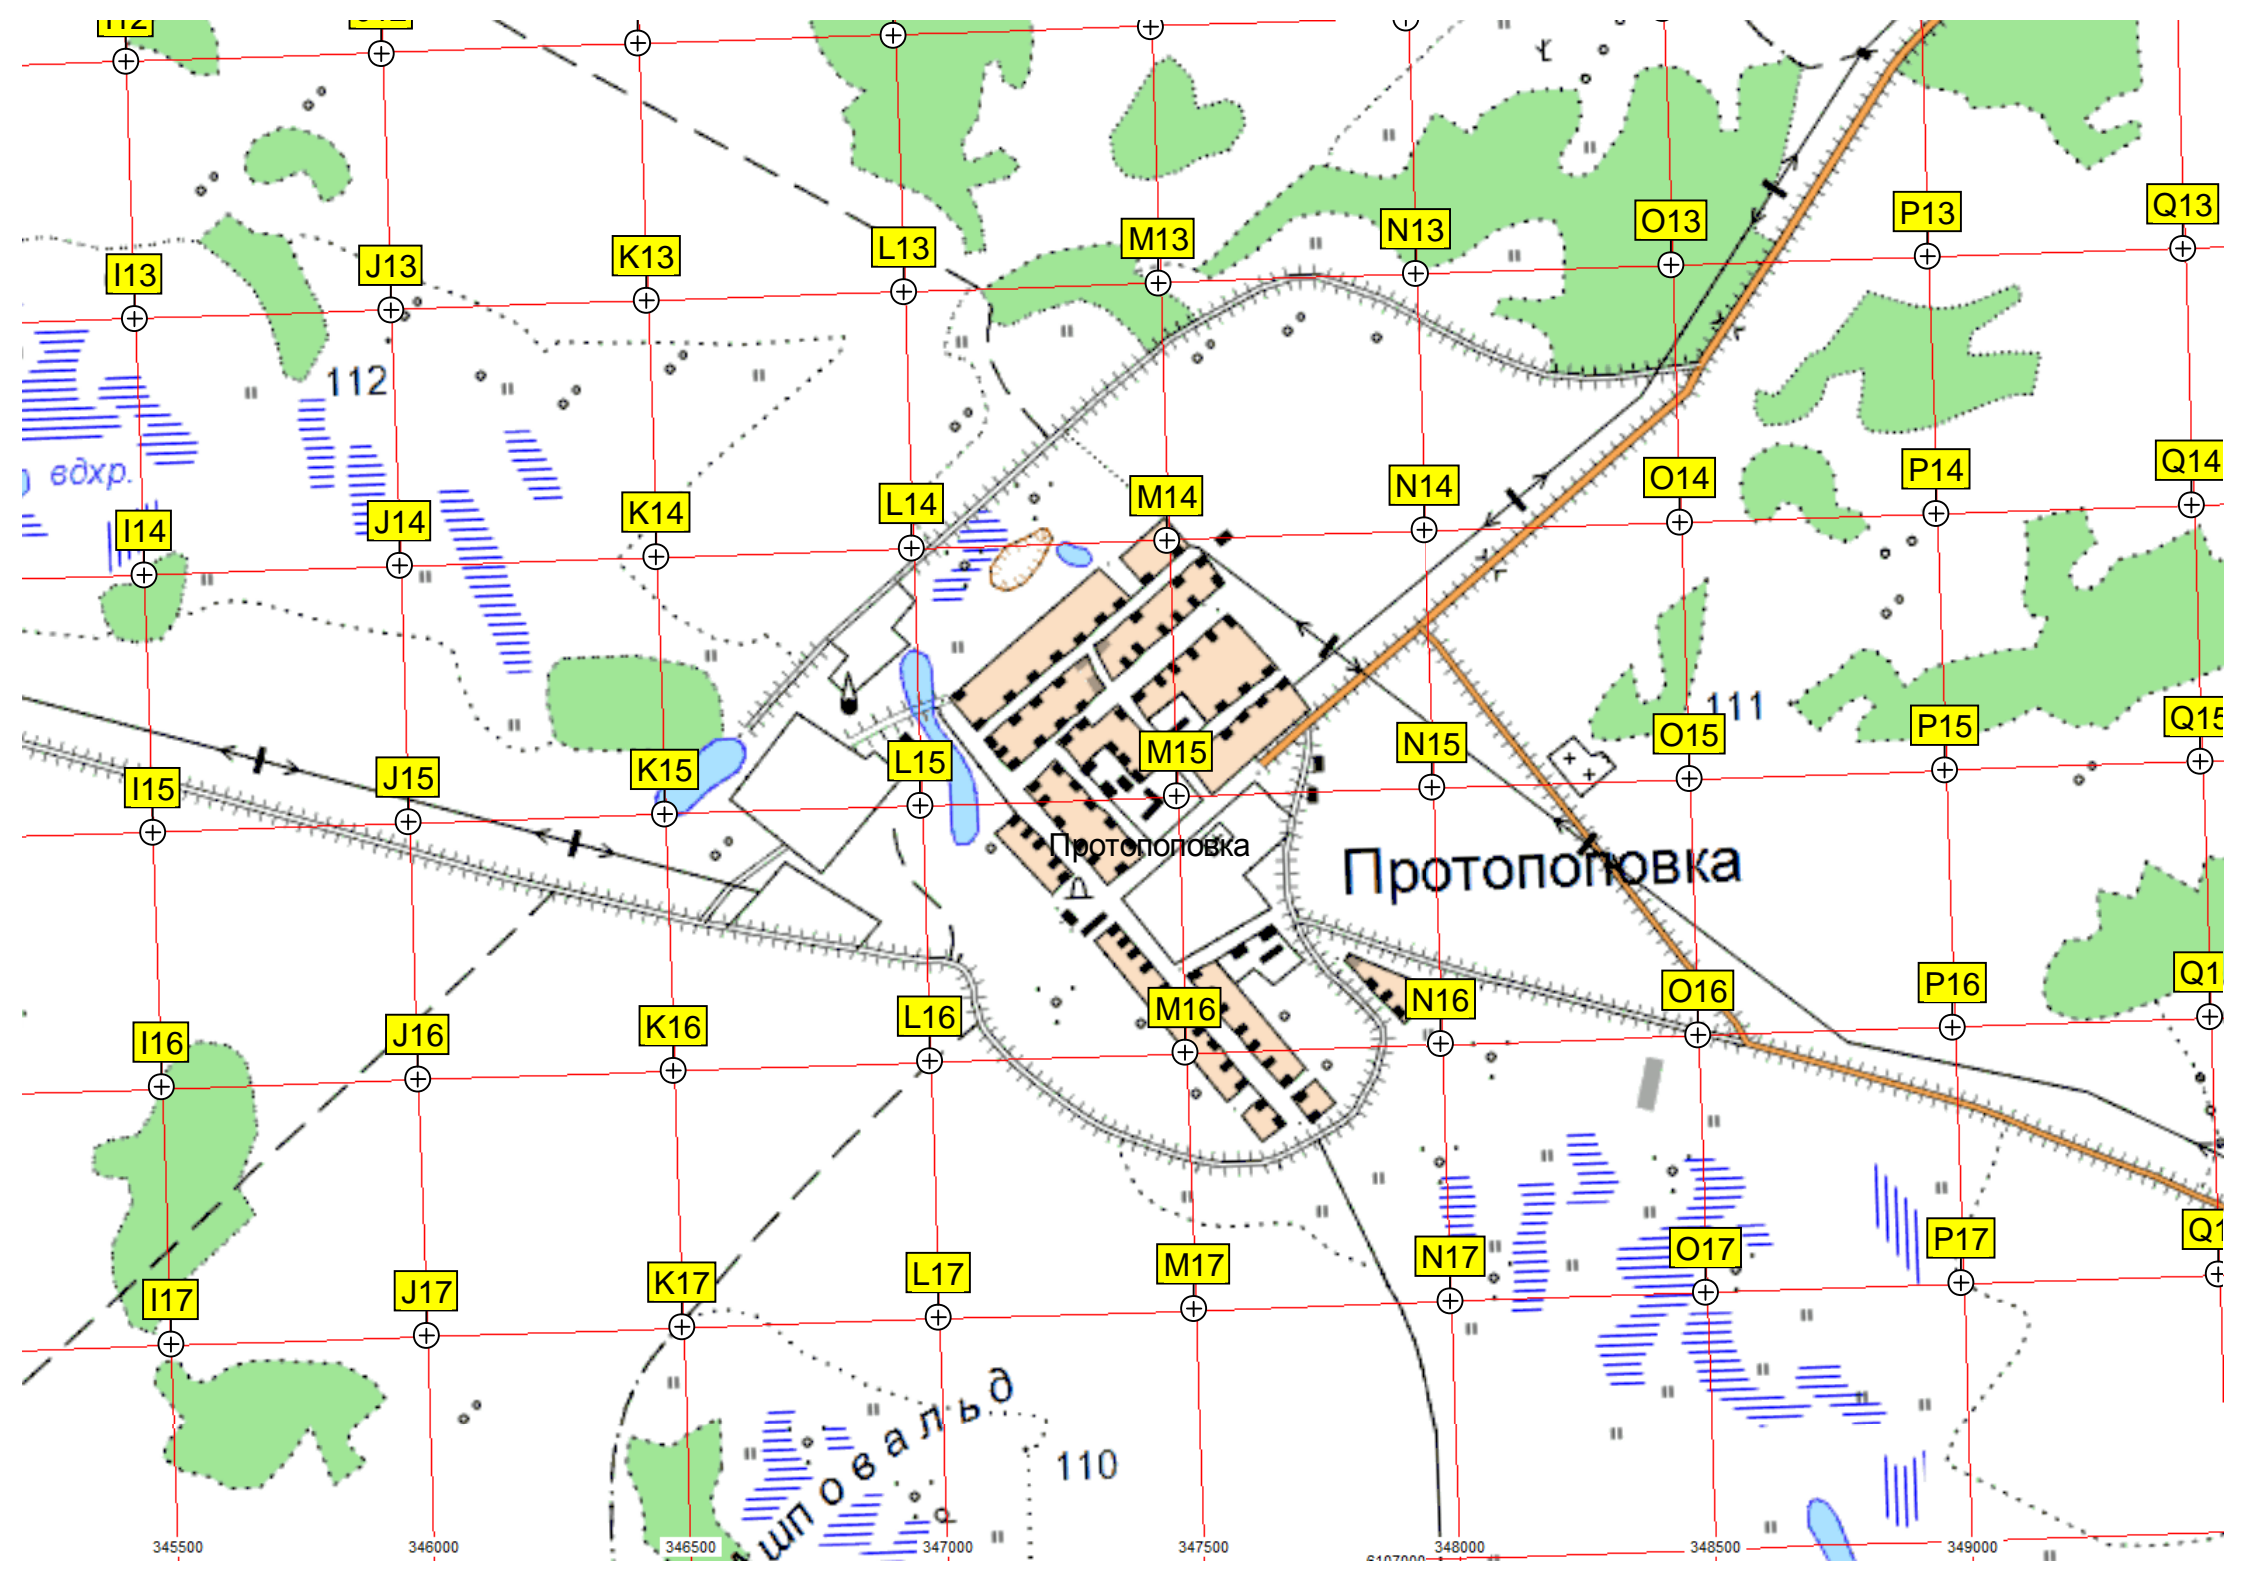 I13 J13 K13 L13 M13 N13 O13 P13 Q13
112
вдхр.
I14 J14 K14 L14 M14 N14 O14 P14 Q14
111
I15 J15 K15 L15 M15 N15 O15 P15 Q15
Протопоповка
Протопоповка
I16 J16 K16 L16 M16 N16 O16 P16
I17 J17 K17 L17 M17 N17 O17 P17
шповальд
110
345500 346000 346500 347000 347500 348000 348500 349000